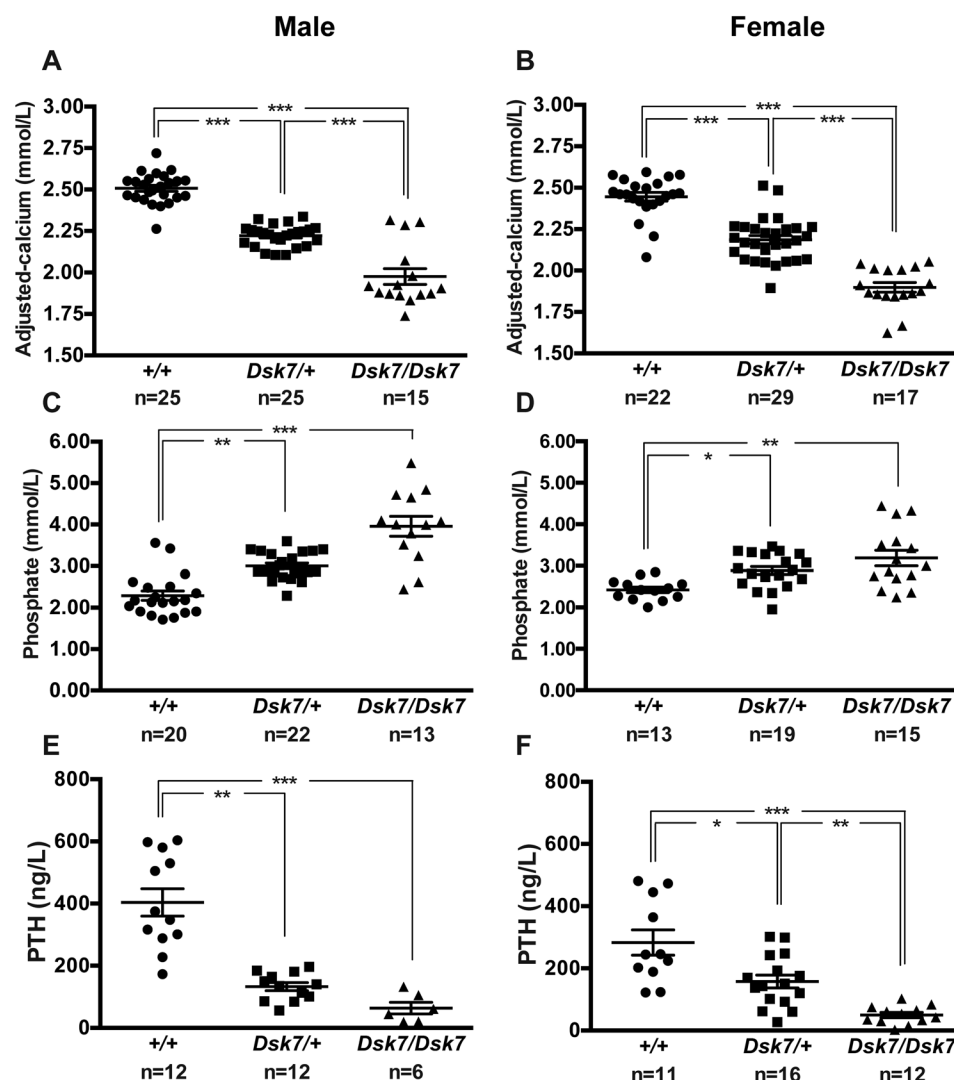 Male Female
A B
Adjusted-calcium (mmol/L)
3.00
2.75
2.50
2.25
2.00
1.75
1.50
***
*** ***
+/+ Dsk7/+ Dsk7/Dsk7
n=25 n=25 n=15
Adjusted-calcium (mmol/L)
3.00
2.75
2.50
2.25
2.00
1.75
1.50
***
*** ***
+/+ Dsk7/+ Dsk7/Dsk7
n=22 n=29 n=17
C D
Phosphate (mmol/L)
6.00
5.00
4.00
3.00
2.00
1.00
0.00
***
**
+/+ Dsk7/+ Dsk7/Dsk7
n=20 n=22 n=13
Phosphate (mmol/L)
6.00
5.00
4.00
3.00
2.00
1.00
0.00
**
*
+/+ Dsk7/+ Dsk7/Dsk7
n=13 n=19 n=15
E F
PTH (ng/L)
800
600
400
200
0
***
**
+/+ Dsk7/+ Dsk7/Dsk7
n=12 n=12 n=6
PTH (ng/L)
800
600
400
200
0
***
* **
+/+ Dsk7/+ Dsk7/Dsk7
n=11 n=16 n=12